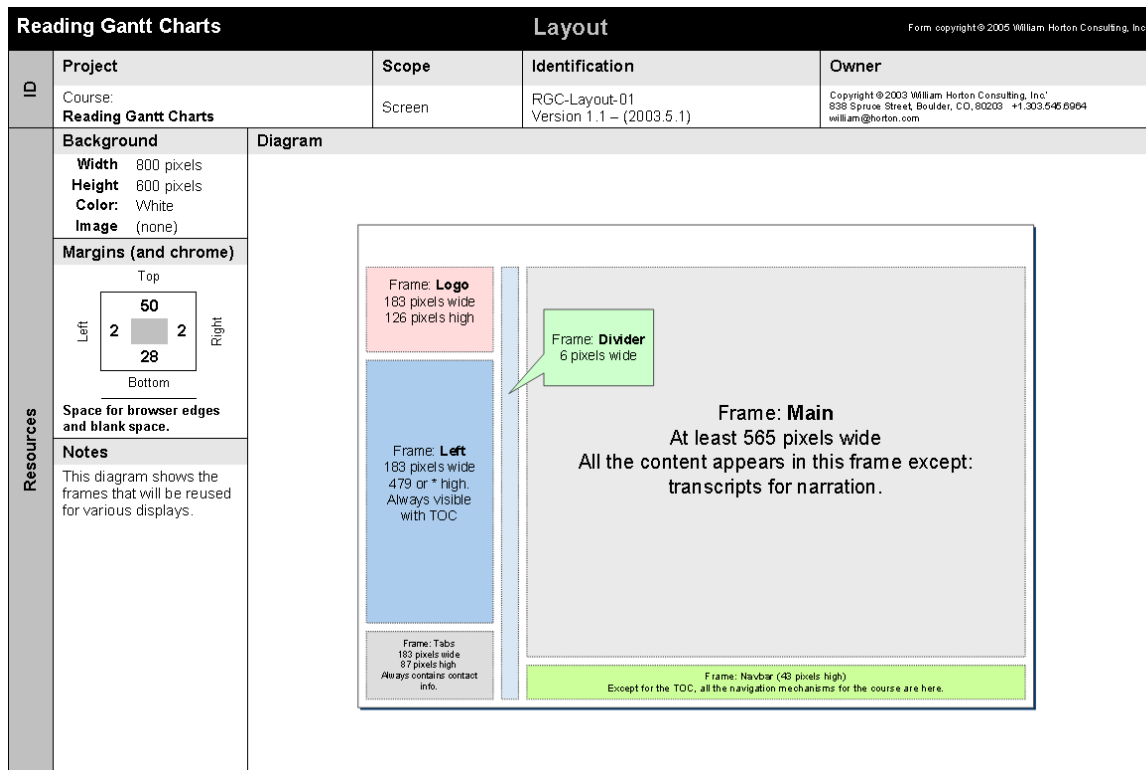 Reading Gantt Charts
Layout
Form copyright © 2005 William Horton Consulting, Inc
ID
Project
Scope
Identification
Owner
Course:
Reading Gantt Charts
Screen
RGC-Layout-01
Version 1.1 – (2003.5.1)
Copyright © 2003 William Horton Consulting, Inc.'
838 Spruce Street, Boulder, CO, 80203 +1.303.545.6964
william@horton.com
Resources
Background
Width 800 pixels
Height 600 pixels
Color: White
Image (none)
Margins (and chrome)
Top
50
Left
2
2
Right
28
Bottom
Space for browser edges
and blank space.
Notes
This diagram shows the
frames that will be reused
for various displays.
Diagram
Frame: Logo
183 pixels wide
126 pixels high
Frame: Divider
6 pixels wide
Frame: Left
183 pixels wide
479 or * high.
Always visible
with TOC
Frame: Main
At least 565 pixels wide
All the content appears in this frame except:
transcripts for narration.
Frame: Tabs
183 pixels wide
87 pixels high
Always contains contact
info.
Frame: Navbar (43 pixels high)
Except for the TOC, all the navigation mechanisms for the course are here.